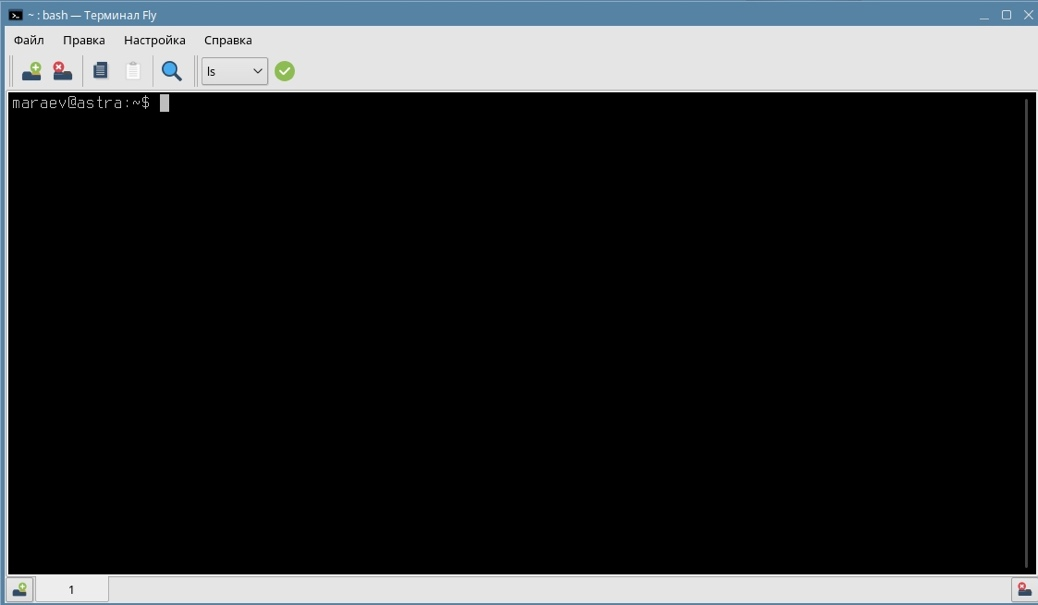 ~ : bash — Терминал Fly
Файл Правка Настройка Справка
ls
maraev@astra:~$
1